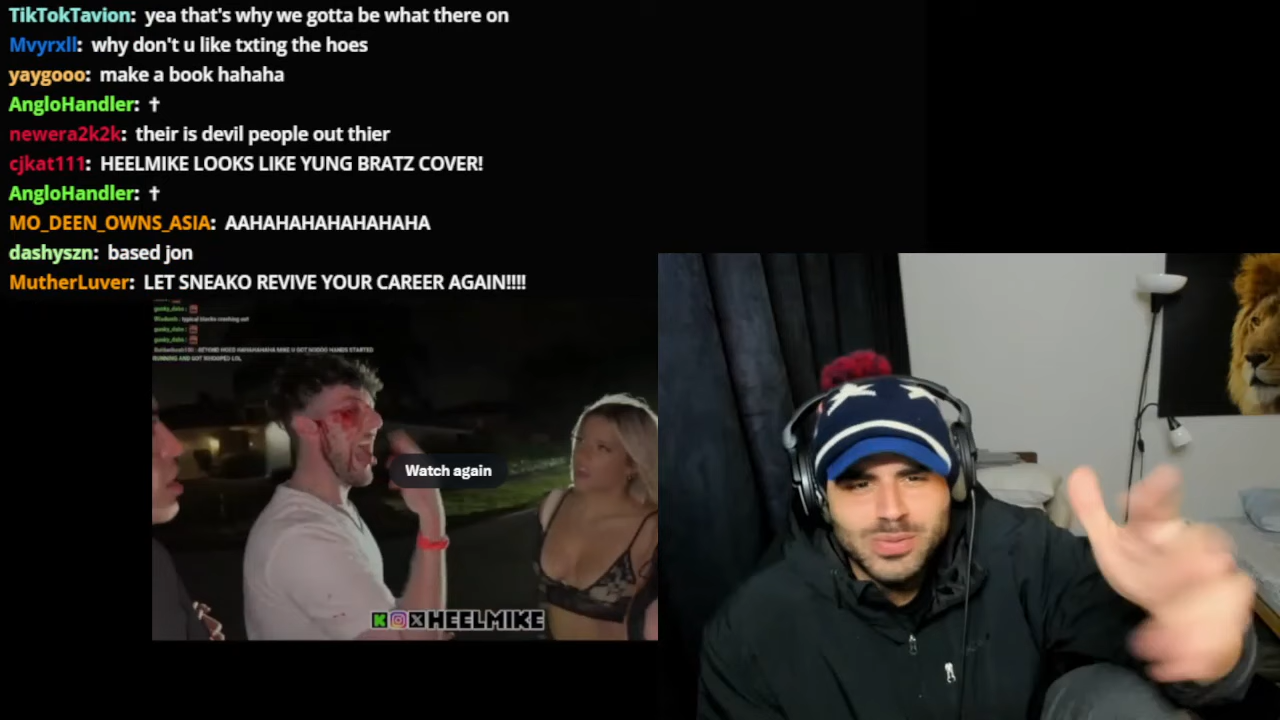 TikTokTavion: yea that's why we gotta be what there on
Mvyrxll: why don't u like txting the hoes
yaygooo: make a book hahaha
AngloHandler: ✝
newera2k2k: their is devil people out thier
cjkat111: HEELMIKE LOOKS LIKE YUNG BRATZ COVER!
AngloHandler: ✝
MO_DEEN_OWNS_ASIA: AAHAHAHAHAHAHAHA
dashyszn: based jon
MutherLuver: LET SNEAKO REVIVE YOUR CAREER AGAIN!!!!
Watch again
HEELMIKE